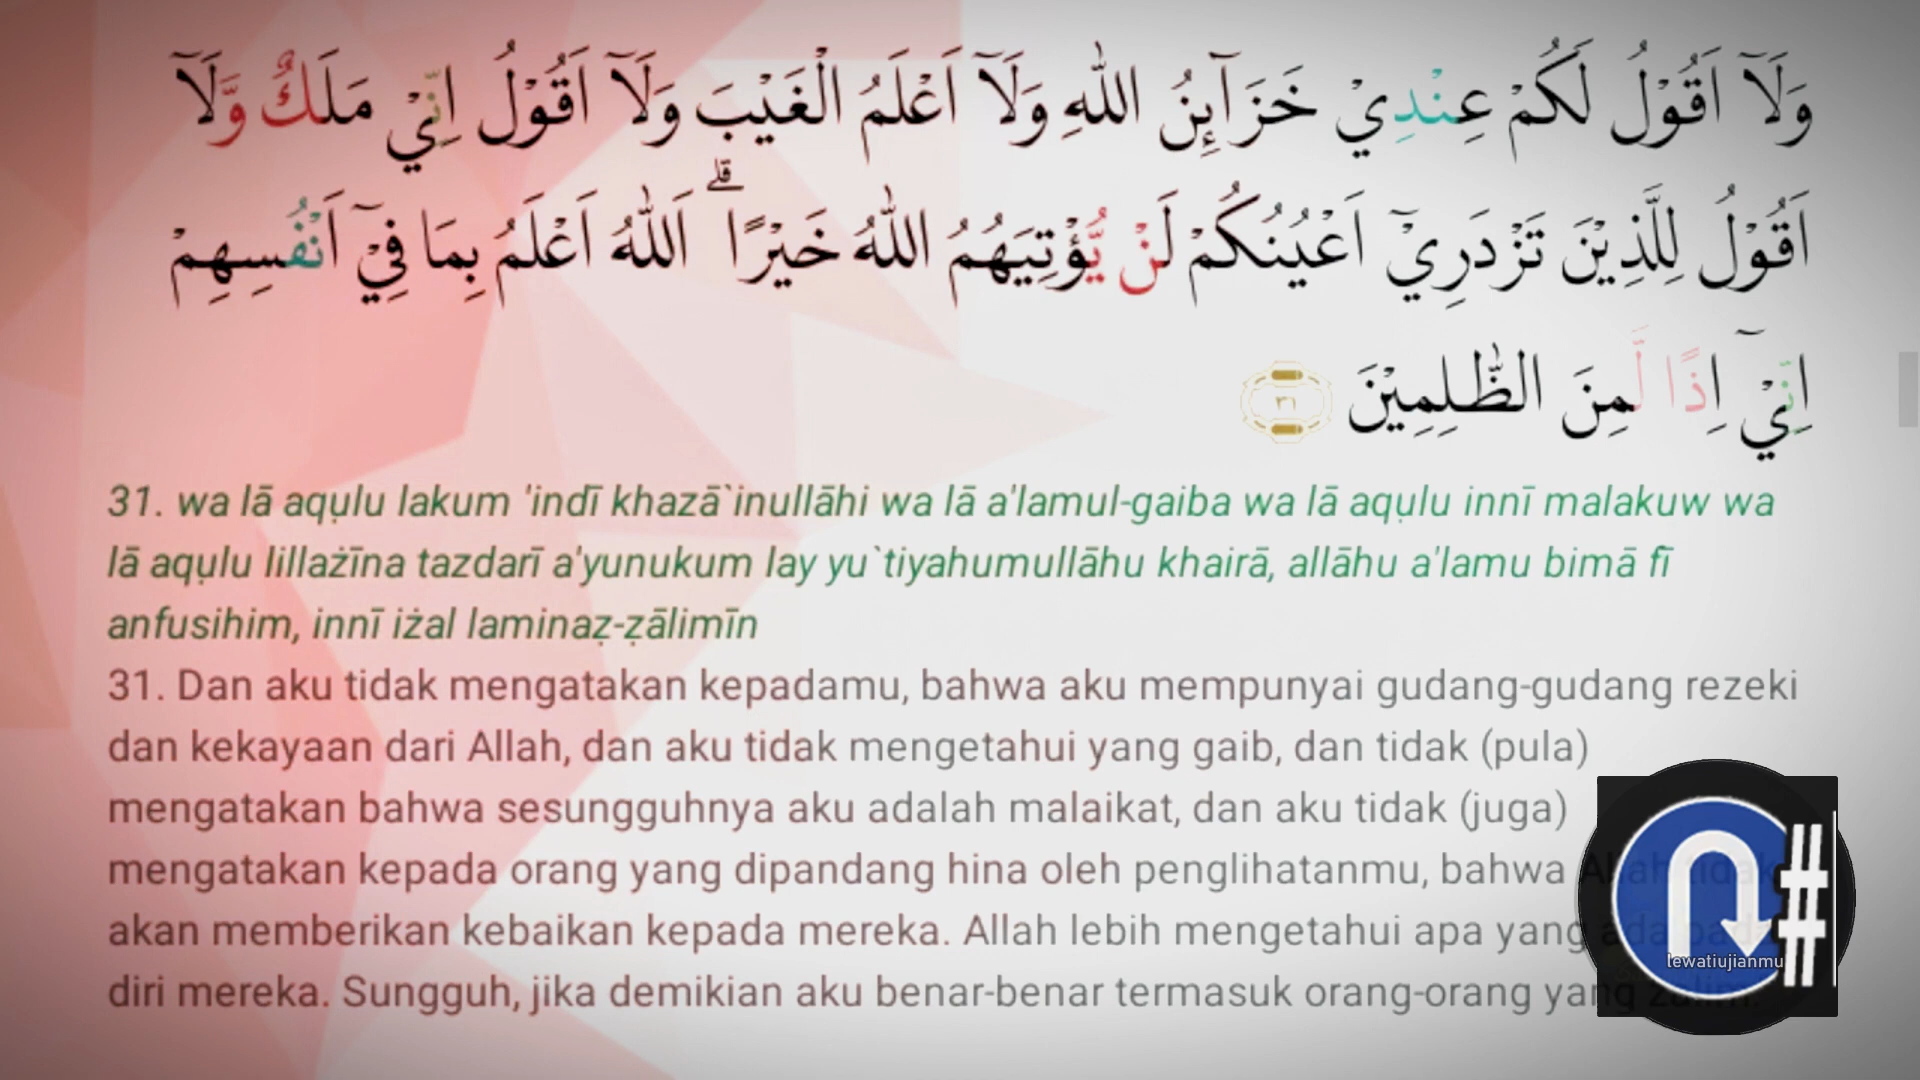 وَلَآ اَقُوْلُ لَكُمْ عِنْدِيْ خَزَاۤىِٕنُ اللّٰهِ وَلَآ اَعْلَمُ الْغَيْبَ وَلَآ اَقُوْلُ اِنِّيْ مَلَكٌ وَّلَآ
اَقُوْلُ لِلَّذِيْنَ تَزْدَرِيْٓ اَعْيُنُكُمْ لَنْ يُّؤْتِيَهُمُ اللّٰهُ خَيْرًا ۗ اَللّٰهُ اَعْلَمُ بِمَا فِيْٓ اَنْفُسِهِمْ
اِنِّيْٓ اِذًا لَّمِنَ الظّٰلِمِيْنَ ٣١
31. wa lā aqụlu lakum 'indī khazā`inullāhi wa lā a'lamul-gaiba wa lā aqụlu innī malakuw wa
lā aqụlu lillażīna tazdarī a'yunukum lay yu`tiyahumullāhu khairā, allāhu a'lamu bimā fī
anfusihim, innī iżal laminaẓ-ẓālimīn
31. Dan aku tidak mengatakan kepadamu, bahwa aku mempunyai gudang-gudang rezeki
dan kekayaan dari Allah, dan aku tidak mengetahui yang gaib, dan tidak (pula)
mengatakan bahwa sesungguhnya aku adalah malaikat, dan aku tidak (juga)
mengatakan kepada orang yang dipandang hina oleh penglihatanmu, bahwa Allah tidak
akan memberikan kebaikan kepada mereka. Allah lebih mengetahui apa yang ada pada
diri mereka. Sungguh, jika demikian aku benar-benar termasuk orang-orang yang zalim.
#
lewatiujianmu